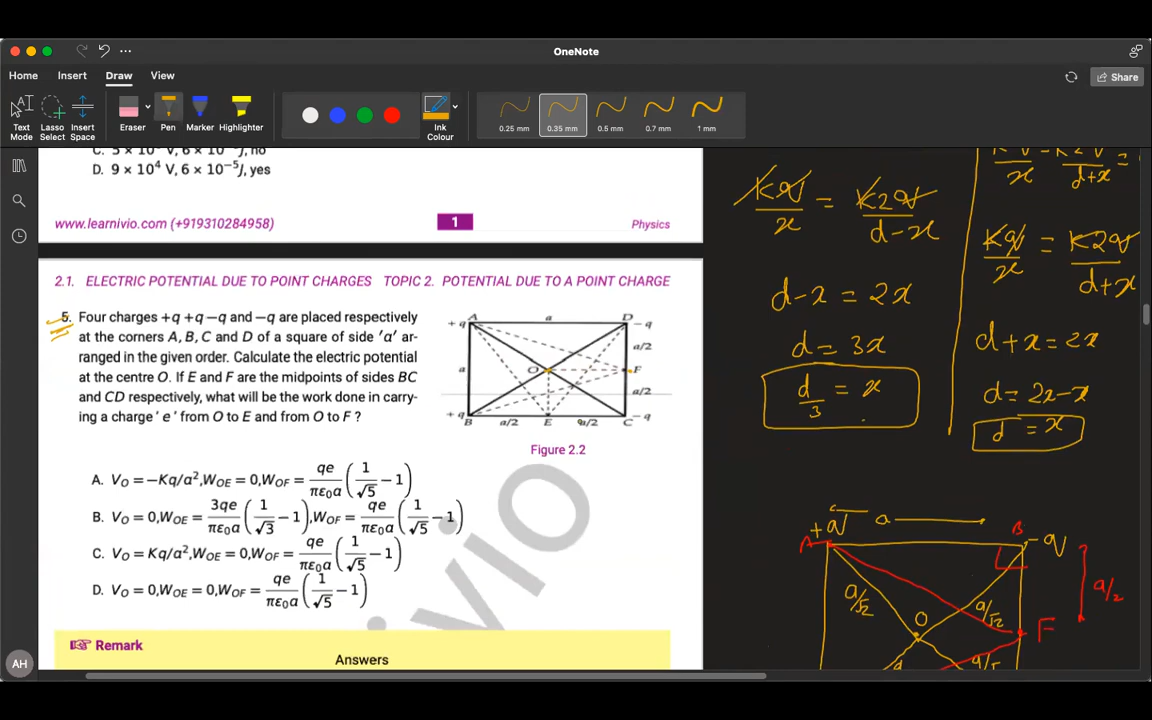 OneNote
Home Insert Draw View
Share
Text Mode
Lasso Select
Insert Space
Eraser
Pen
Marker
Highlighter
Ink Colour
0.25 mm
0.35 mm
0.5 mm
0.7 mm
1 mm
D. 9 × 10⁴ V, 6 × 10⁻⁵J, yes
www.learnivio.com (+919310284958) 1 Physics
2.1. ELECTRIC POTENTIAL DUE TO POINT CHARGES TOPIC 2. POTENTIAL DUE TO A POINT CHARGE
5. Four charges +q +q −q and −q are placed respectively
at the corners A, B, C and D of a square of side 'a' ar-
ranged in the given order. Calculate the electric potential
at the centre O. If E and F are the midpoints of sides BC
and CD respectively, what will be the work done in carry-
ing a charge 'e' from O to E and from O to F ?
A a D
+q −q
a/2
a O F
a/2
+q −q
B a/2 E a/2 C
Figure 2.2
A. V_O = −Kq/a², W_OE = 0, W_OF = qe/πε₀a (1/√5 − 1)
B. V_O = 0, W_OE = 3qe/πε₀a (1/√3 − 1), W_OF = qe/πε₀a (1/√5 − 1)
C. V_O = Kq/a², W_OE = 0, W_OF = qe/πε₀a (1/√5 − 1)
D. V_O = 0, W_OE = 0, W_OF = qe/πε₀a (1/√5 − 1)
Remark
Answers
AH
Kq/x = K2q/d−x
d−x = 2x
d = 3x
d/3 = x
Kq/x = K2q/d+x
d+x = 2x
d = 2x−x
d = x
+q a B −q
A
a/√2 a/√2 a/2
O F